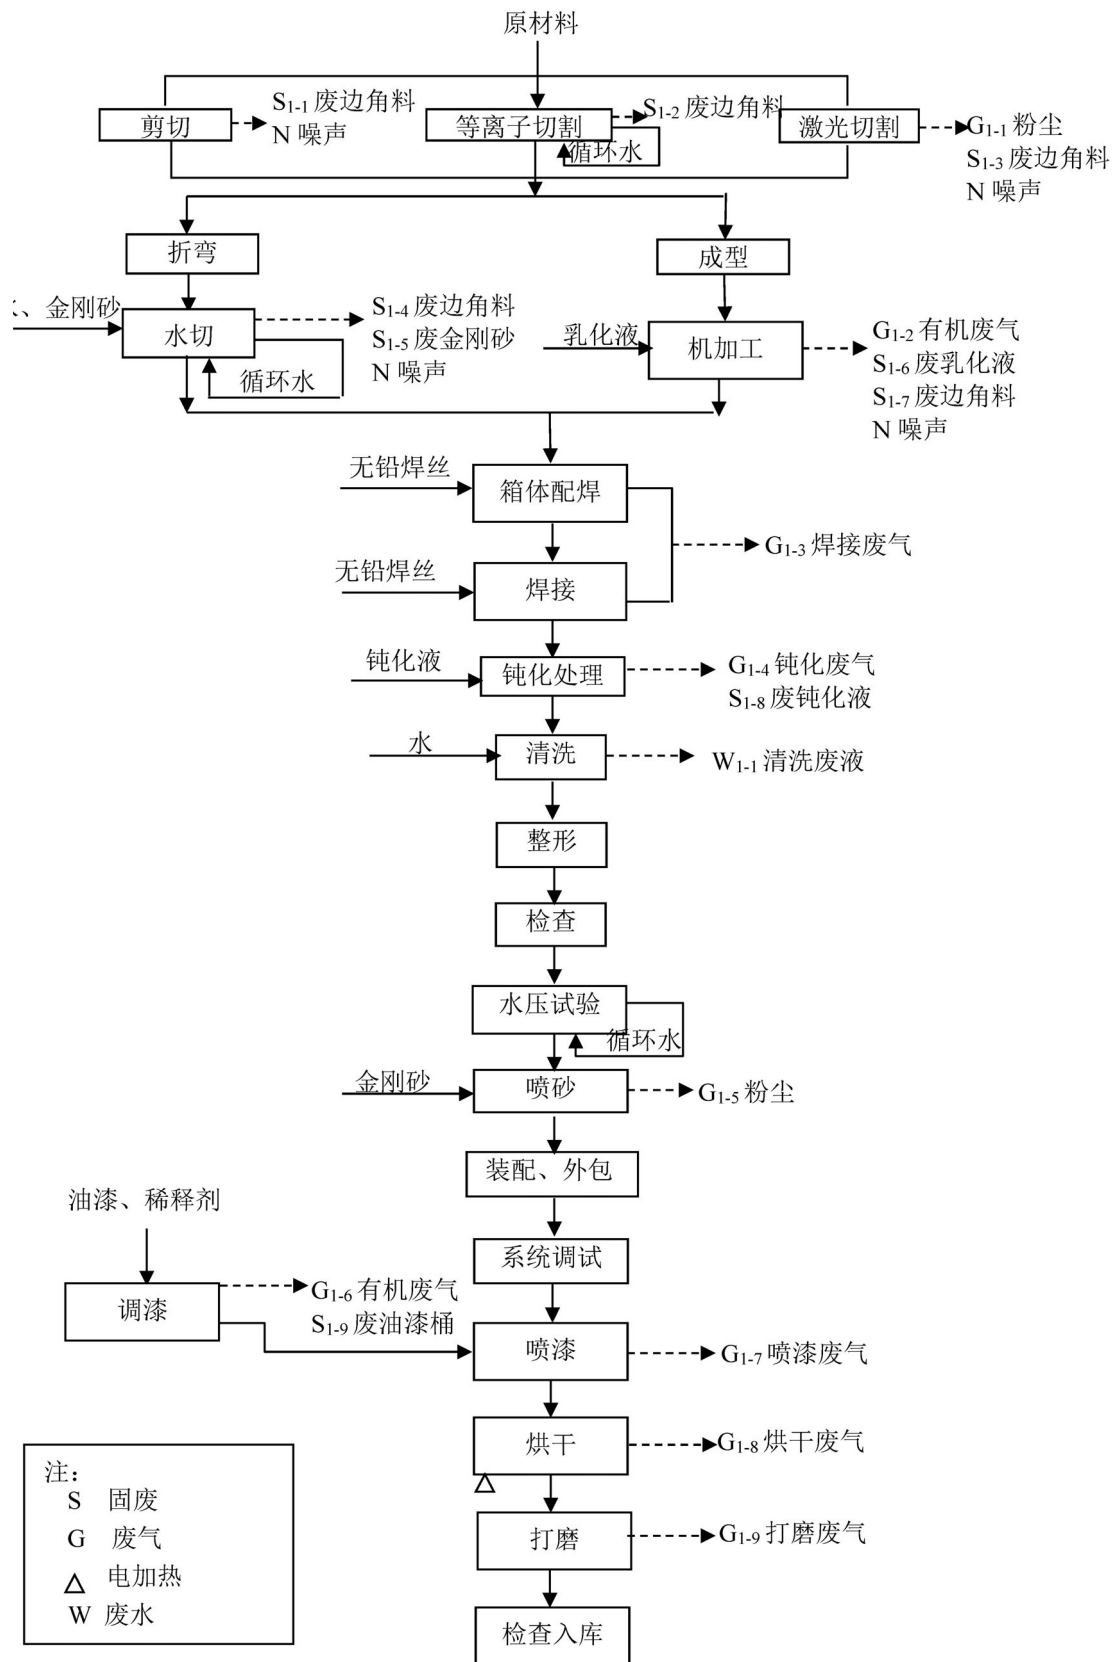 原材料
剪切
S1-1 废边角料
N 噪声
等离子切割
S1-2 废边角料
循环水
激光切割
G1-1 粉尘
S1-3 废边角料
N 噪声
折弯
成型
、金刚砂
水切
循环水
S1-4 废边角料
S1-5 废金刚砂
N 噪声
乳化液
机加工
G1-2 有机废气
S1-6 废乳化液
S1-7 废边角料
N 噪声
无铅焊丝
箱体配焊
G1-3 焊接废气
无铅焊丝
焊接
钝化液
钝化处理
G1-4 钝化废气
S1-8 废钝化液
水
清洗
W1-1 清洗废液
整形
检查
水压试验
循环水
金刚砂
喷砂
G1-5 粉尘
装配、外包
油漆、稀释剂
系统调试
调漆
G1-6 有机废气
S1-9 废油漆桶
喷漆
G1-7 喷漆废气
烘干
G1-8 烘干废气
打磨
G1-9 打磨废气
检查入库
注：
S 固废
G 废气
△ 电加热
W 废水